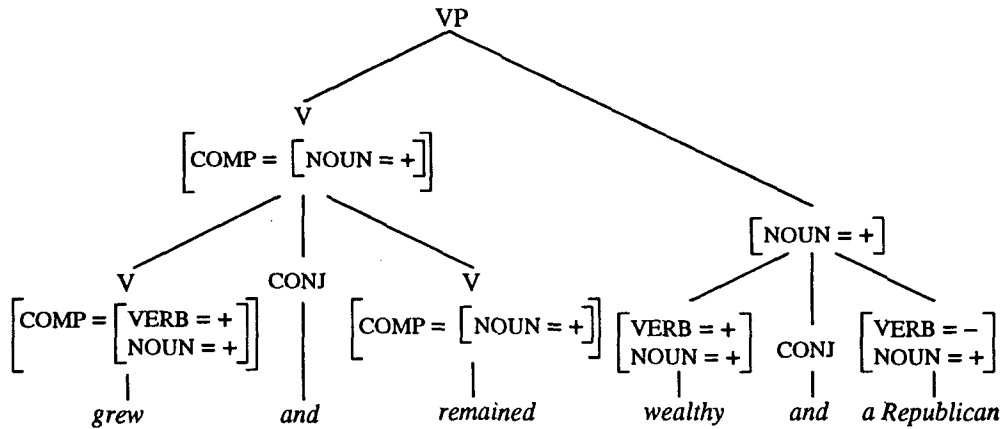 VP
V
[COMP = [NOUN = +]]
[NOUN = +]
V CONJ V
[COMP = [VERB = + NOUN = +]] [COMP = [NOUN = +]] [VERB = + NOUN = +] CONJ [VERB = – NOUN = +]
grew and remained wealthy and a Republican